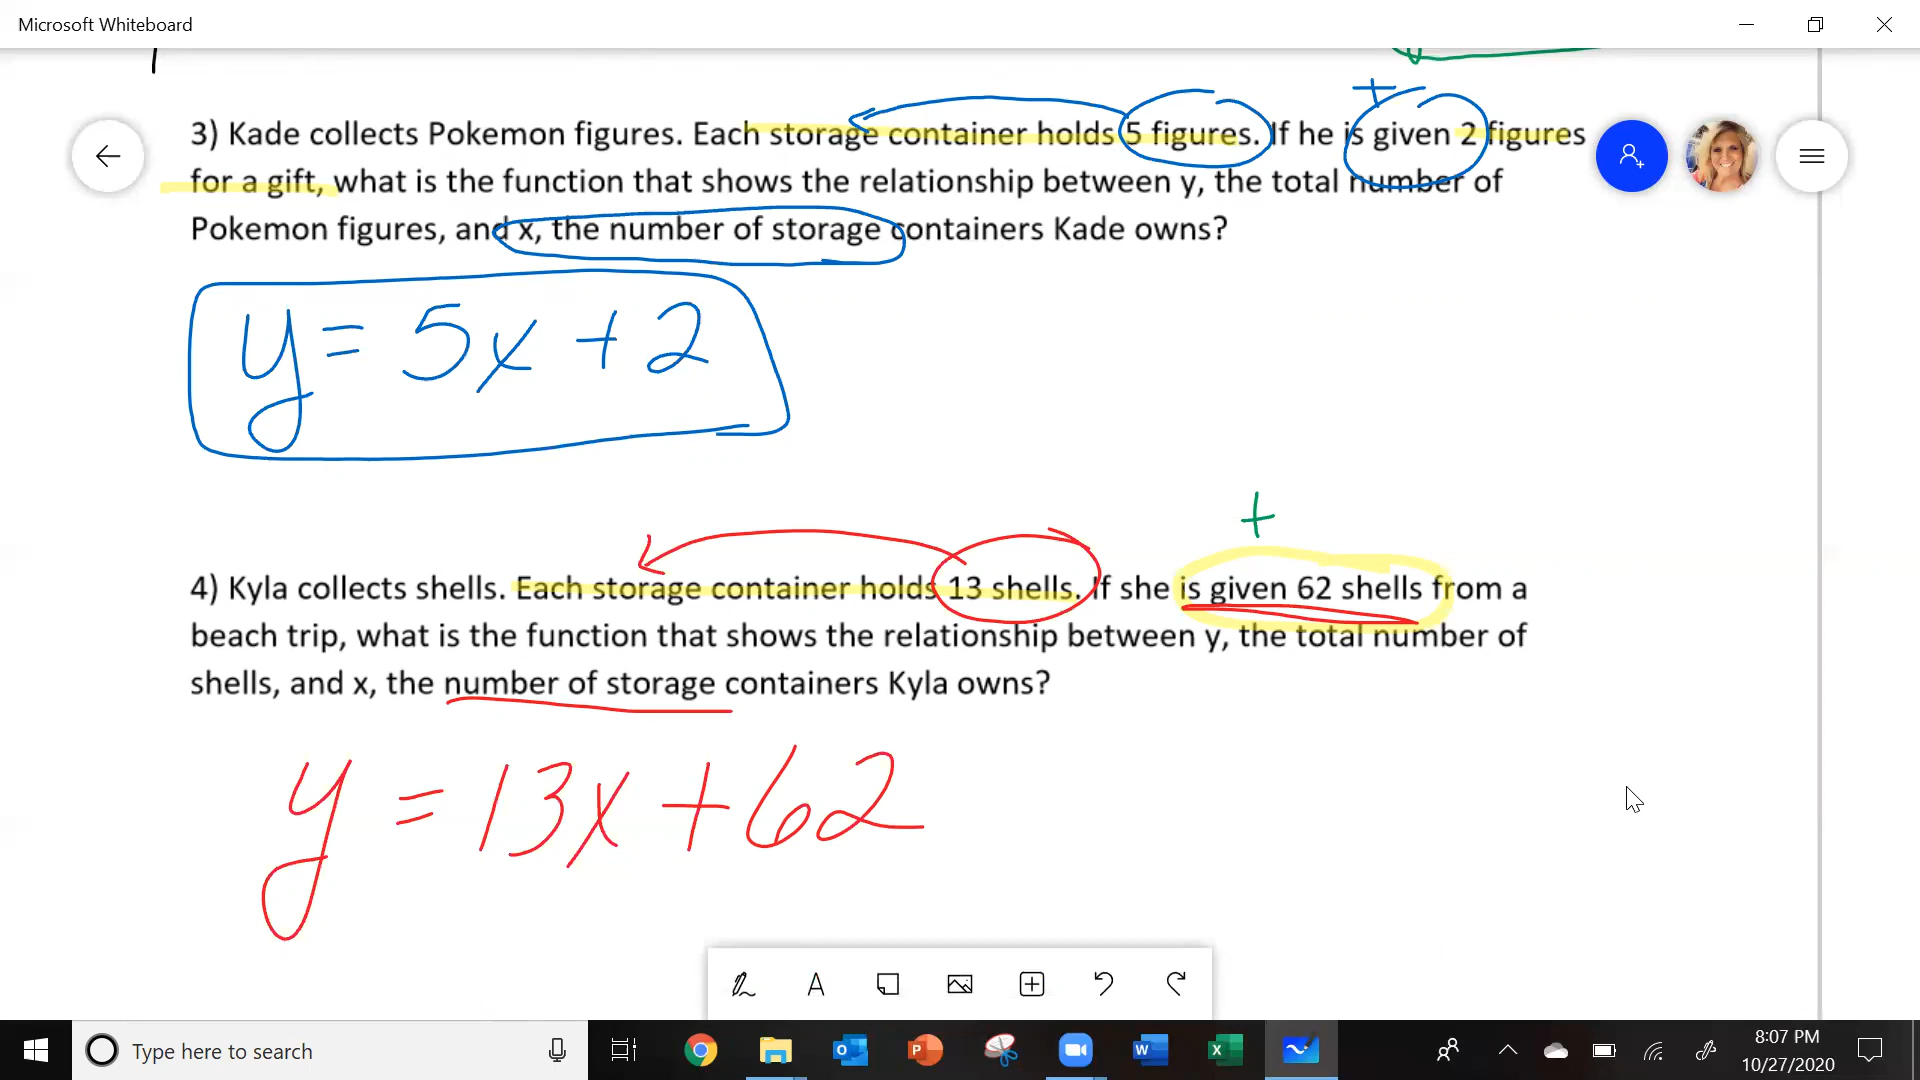 Microsoft Whiteboard
+
3) Kade collects Pokemon figures. Each storage container holds 5 figures. If he is given 2 figures
for a gift, what is the function that shows the relationship between y, the total number of
Pokemon figures, and x, the number of storage containers Kade owns?
y = 5x + 2
+
4) Kyla collects shells. Each storage container holds 13 shells. If she is given 62 shells from a
beach trip, what is the function that shows the relationship between y, the total number of
shells, and x, the number of storage containers Kyla owns?
y = 13x + 62
Type here to search
8:07 PM
10/27/2020